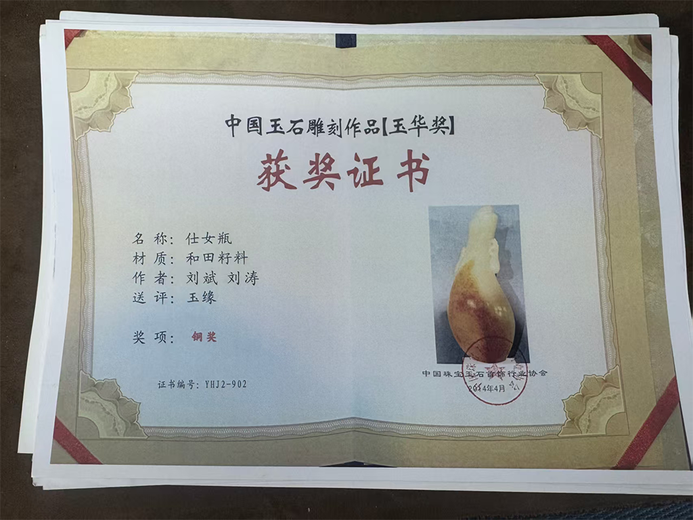 中国玉石雕刻作品【玉华奖】
获奖证书
名 称：仕女瓶
材 质：和田籽料
作 者：刘斌 刘涛
送 评：玉缘
奖 项：铜奖
证书编号：YHJ2-902
中国珠宝玉石首饰行业协会
2014年4月